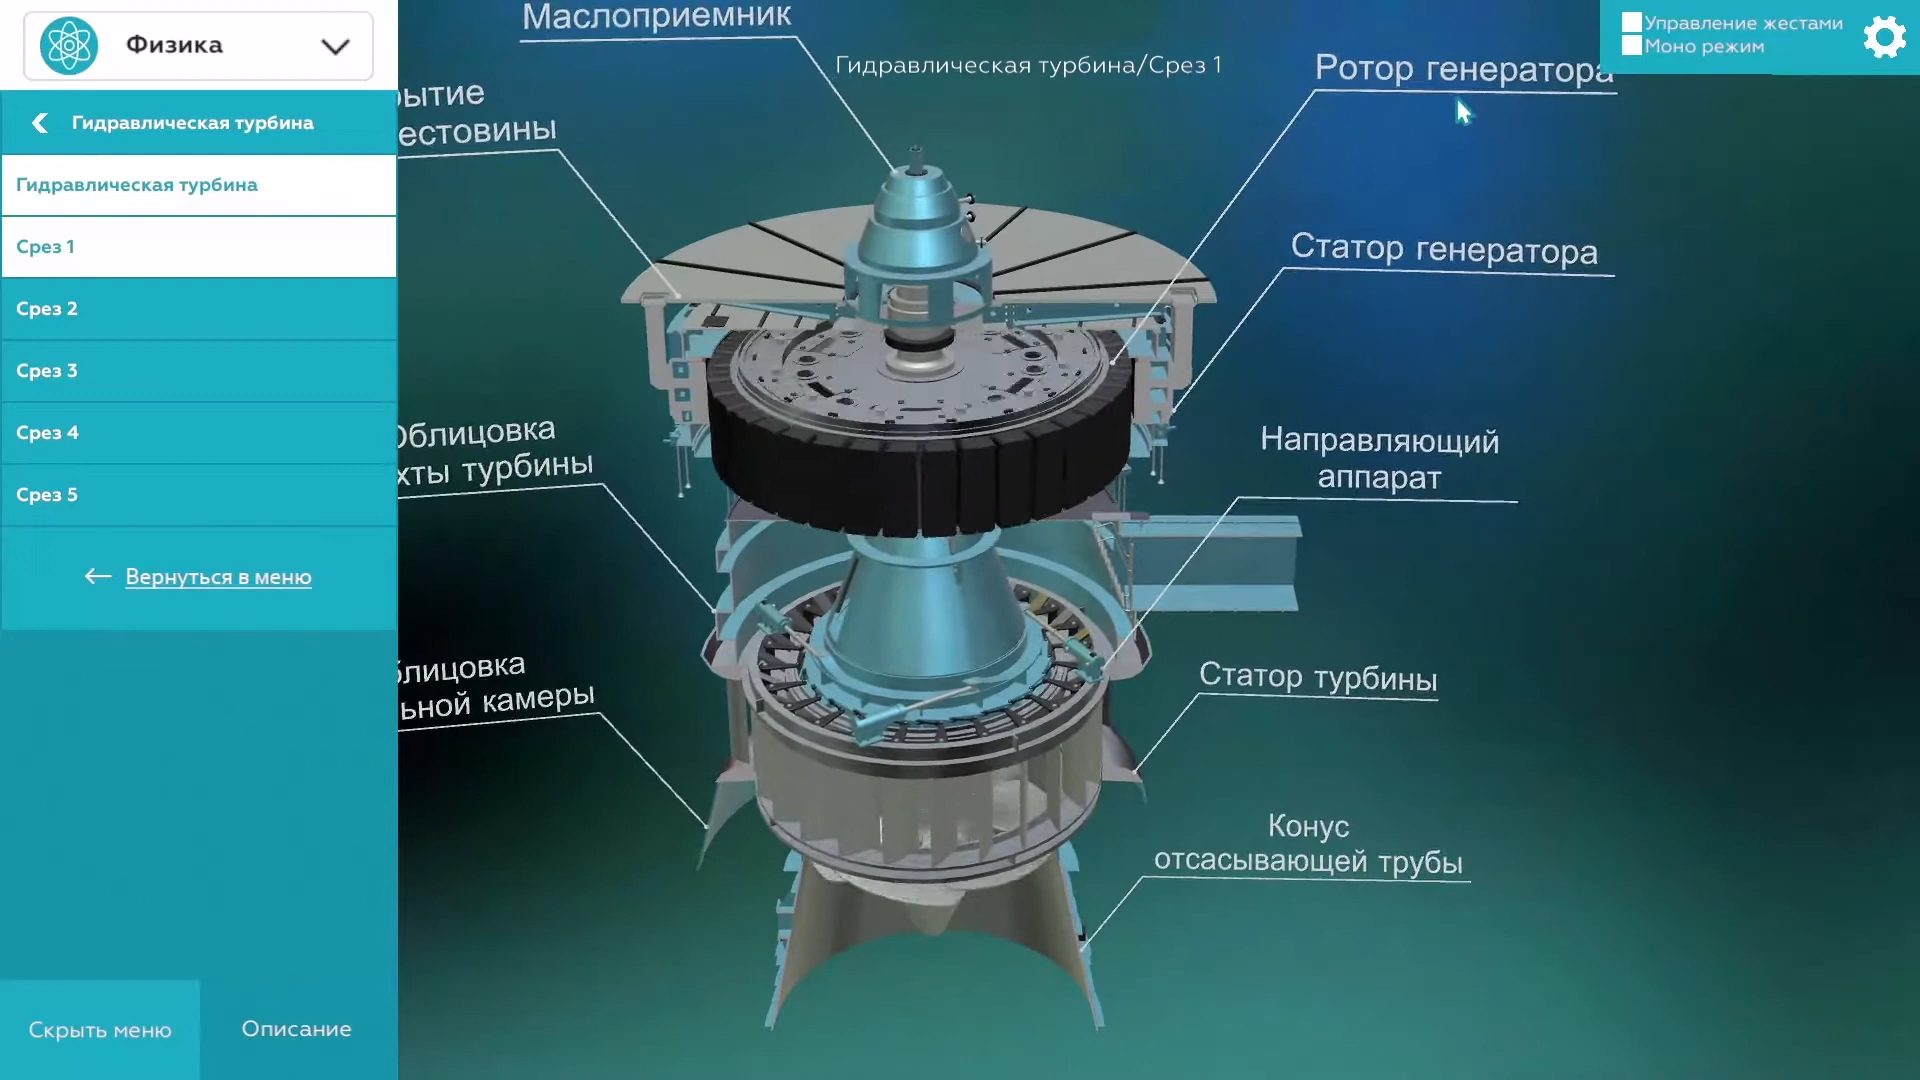 Физика
Гидравлическая турбина
Гидравлическая турбина
Срез 1
Срез 2
Срез 3
Срез 4
Срез 5
Вернуться в меню
Скрыть меню
Описание
Гидравлическая турбина/Срез 1
Управление жестами
Моно режим
Маслоприемник
рытие
естовины
Облицовка
хты турбины
блицовка
ьной камеры
Ротор генератора
Статор генератора
Направляющий
аппарат
Статор турбины
Конус
отсасывающей трубы